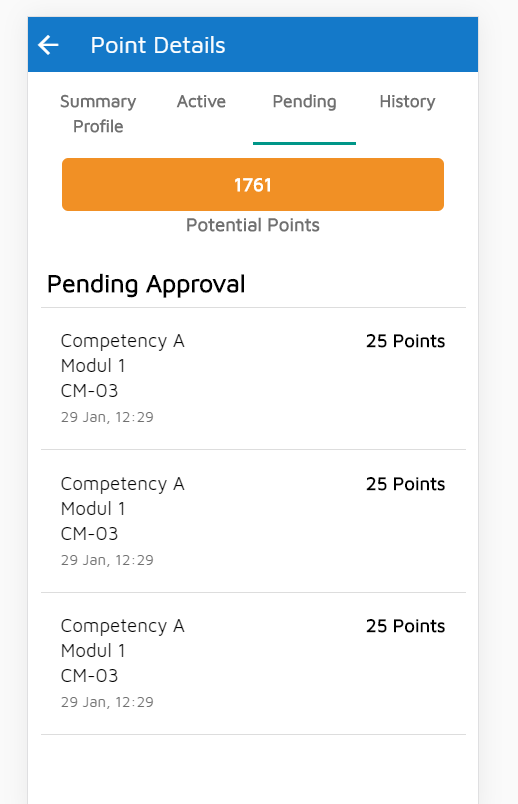 Point Details
Summary Profile
Active
Pending
History
1761
Potential Points
Pending Approval
Competency A
25 Points
Modul 1
CM-03
29 Jan, 12:29
Competency A
25 Points
Modul 1
CM-03
29 Jan, 12:29
Competency A
25 Points
Modul 1
CM-03
29 Jan, 12:29